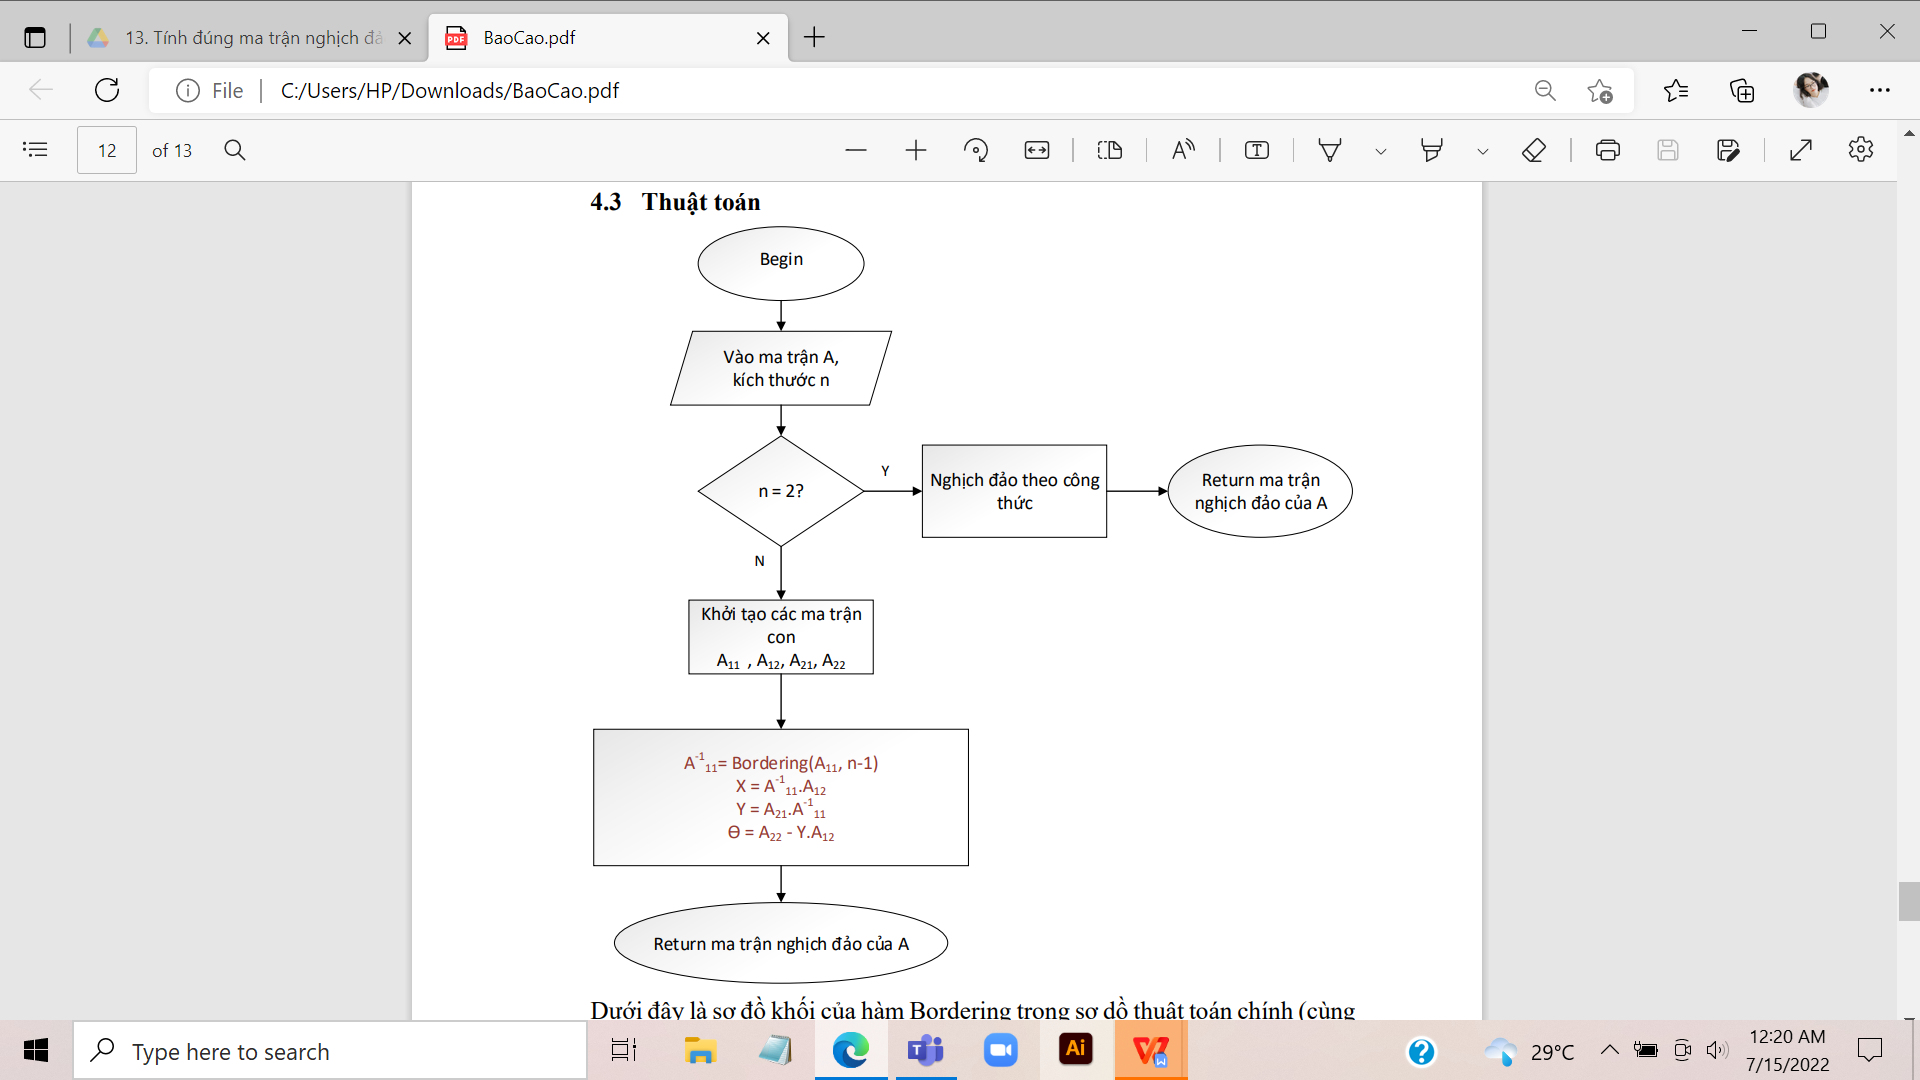 13. Tính đúng ma trận nghịch đả
BaoCao.pdf
File
C:/Users/HP/Downloads/BaoCao.pdf
12
of 13
4.3 Thuật toán
Begin
Vào ma trận A,
kích thước n
n = 2?
Y
Nghịch đảo theo công
thức
Return ma trận
nghịch đảo của A
N
Khởi tạo các ma trận
con
A₁₁ , A₁₂, A₂₁, A₂₂
A⁻¹₁₁= Bordering(A₁₁, n-1)
X = A⁻¹₁₁.A₁₂
Y = A₂₁.A⁻¹₁₁
Ɵ = A₂₂ - Y.A₁₂
Return ma trận nghịch đảo của A
Dưới đây là sơ đồ khối của hàm Bordering trong sơ dồ thuật toán chính (cùng
Type here to search
Ai
29°C
12:20 AM
7/15/2022